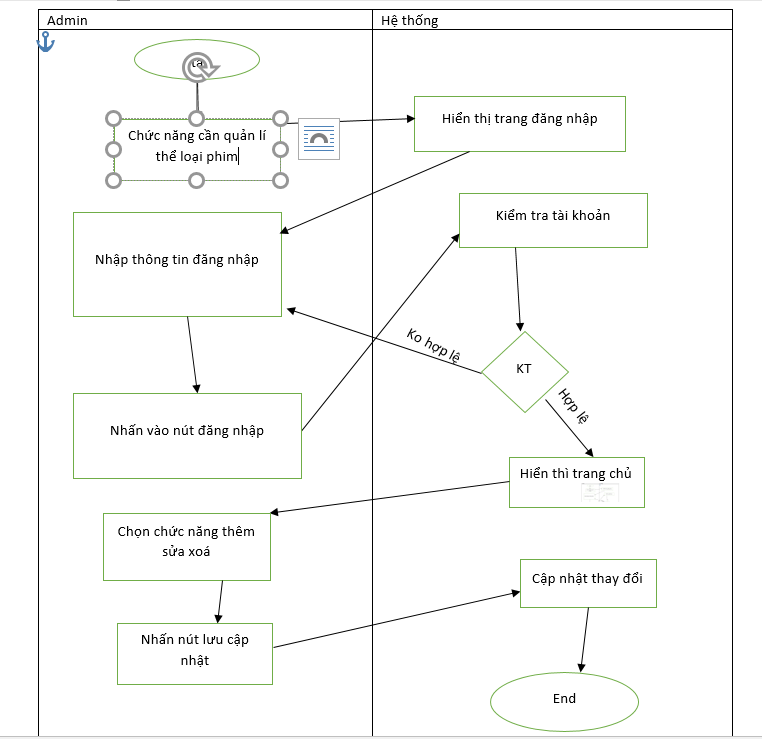 Admin
Hệ thống
Chức năng cần quản lí
thể loại phim
Hiển thị trang đăng nhập
Kiểm tra tài khoản
Nhập thông tin đăng nhập
Ko hợp lệ
KT
Hợp lệ
Nhấn vào nút đăng nhập
Hiển thì trang chủ
Chọn chức năng thêm
sửa xoá
Cập nhật thay đổi
Nhấn nút lưu cập
nhật
End